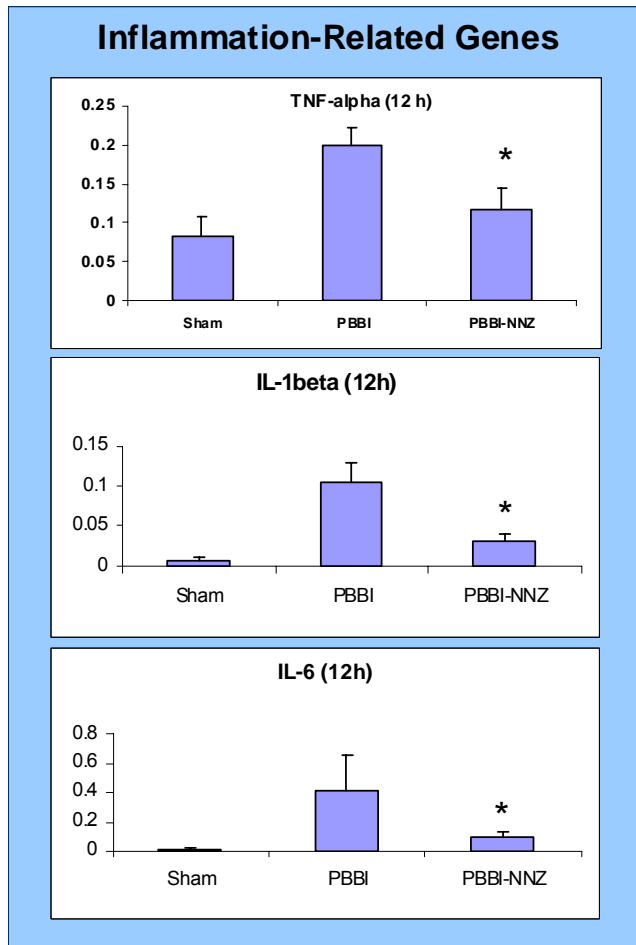 Inflammation-Related Genes
TNF-alpha (12 h)
0.25
0.2
0.15
0.1
0.05
0
*
Sham PBBI PBBI-NNZ
IL-1beta (12h)
0.15
0.1
0.05
0
*
Sham PBBI PBBI-NNZ
IL-6 (12h)
0.8
0.6
0.4
0.2
0
*
Sham PBBI PBBI-NNZ